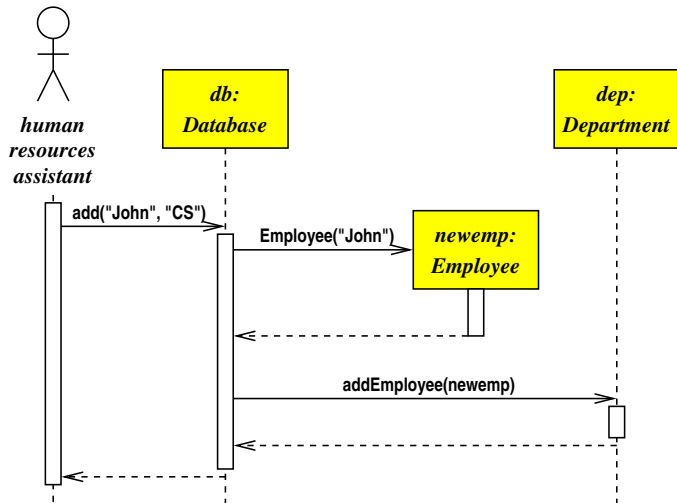 db:
Database
dep:
Department
human
resources
assistant
add("John", "CS")
Employee("John")
newemp:
Employee
addEmployee(newemp)